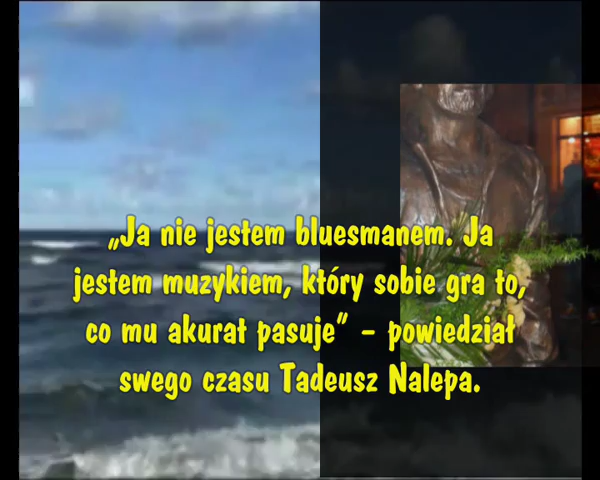 „Ja nie jestem bluesmanem. Ja
jestem muzykiem, który sobie gra to,
co mu akurat pasuje” – powiedział
swego czasu Tadeusz Nalepa.